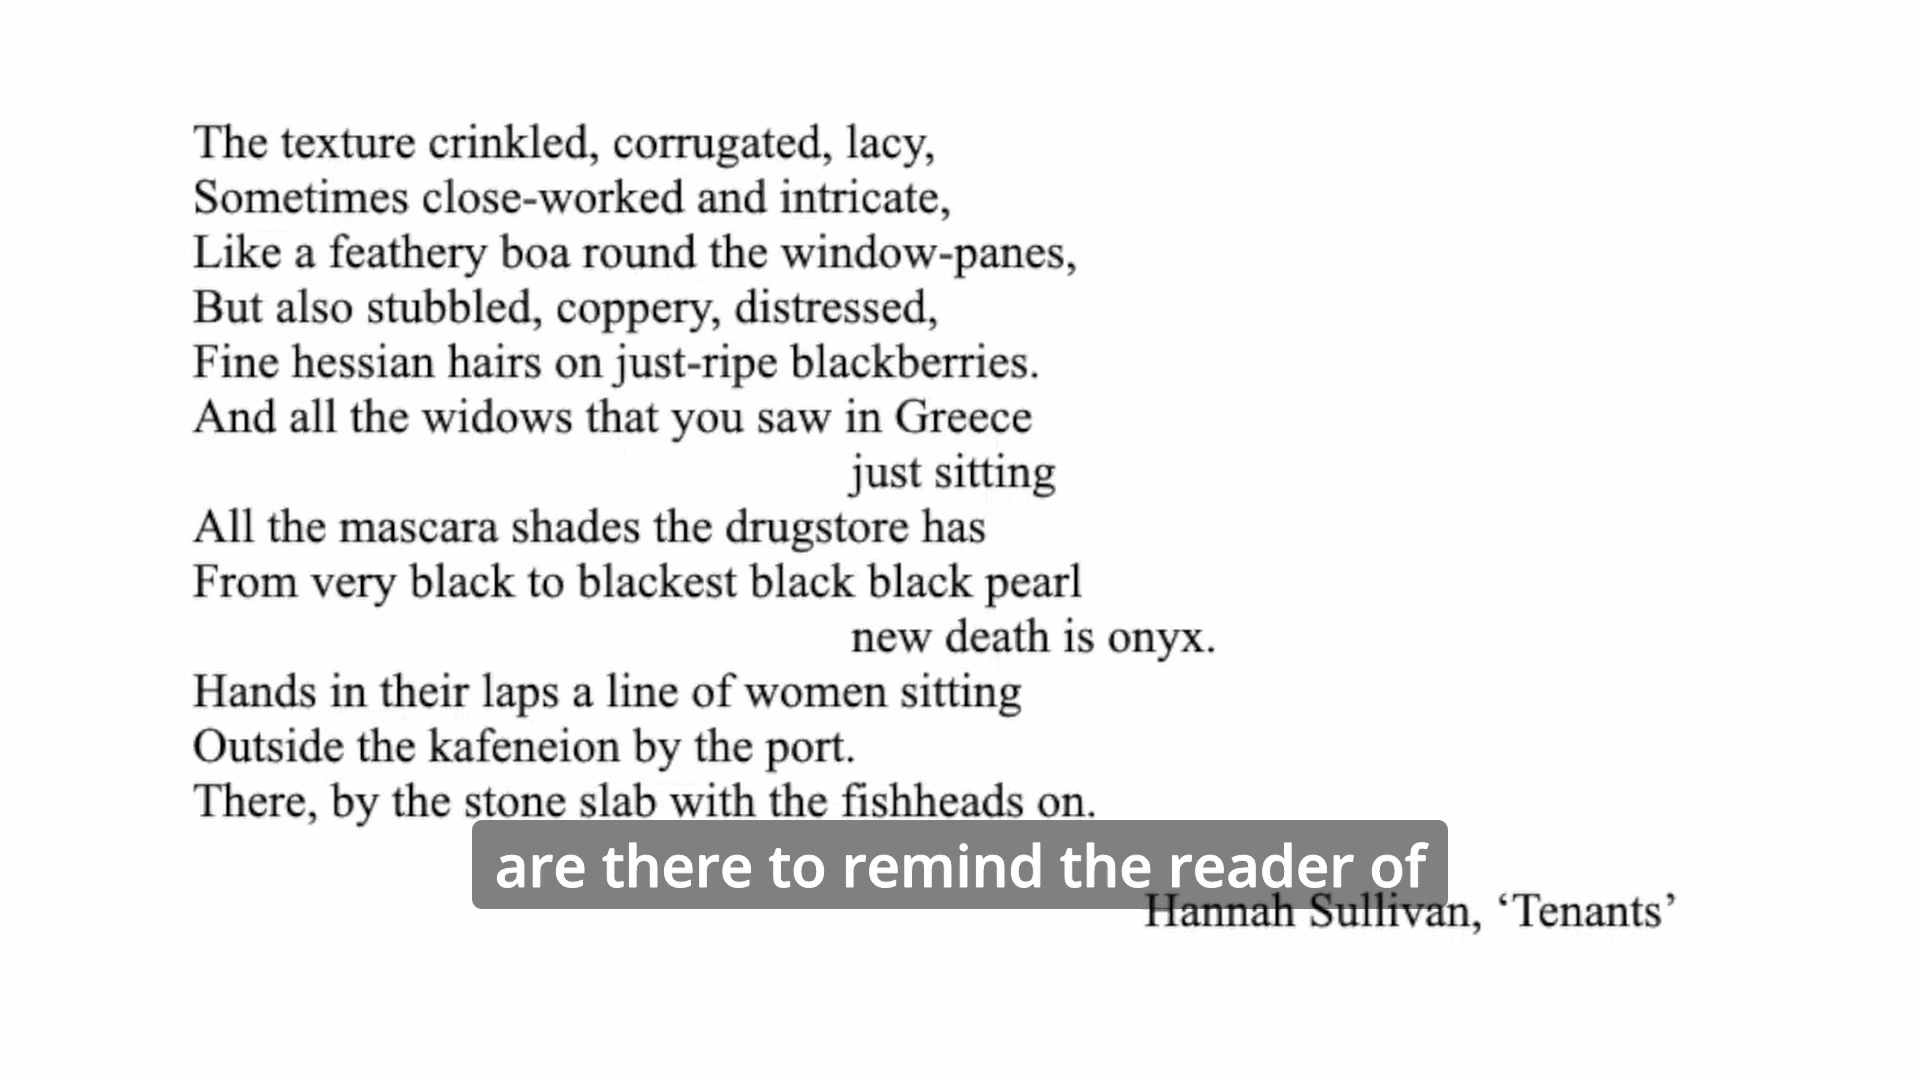 The texture crinkled, corrugated, lacy,
Sometimes close-worked and intricate,
Like a feathery boa round the window-panes,
But also stubbled, coppery, distressed,
Fine hessian hairs on just-ripe blackberries.
And all the widows that you saw in Greece
just sitting
All the mascara shades the drugstore has
From very black to blackest black black pearl
new death is onyx.
Hands in their laps a line of women sitting
Outside the kafeneion by the port.
There, by the stone slab with the fishheads on.
are there to remind the reader of
Hannah Sullivan, ‘Tenants’